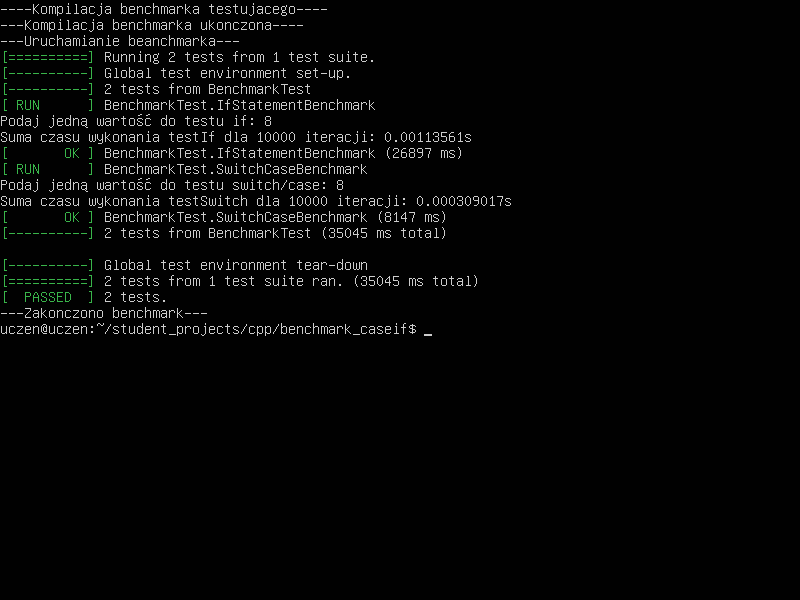 ----Kompilacja benchmarka testujacego----
---Kompilacja benchmarka ukonczona----
---Uruchamianie beanchmarka---
[==========] Running 2 tests from 1 test suite.
[----------] Global test environment set-up.
[----------] 2 tests from BenchmarkTest
[ RUN      ] BenchmarkTest.IfStatementBenchmark
Podaj jedną wartość do testu if: 8
Suma czasu wykonania testIf dla 10000 iteracji: 0.00113561s
[       OK ] BenchmarkTest.IfStatementBenchmark (26897 ms)
[ RUN      ] BenchmarkTest.SwitchCaseBenchmark
Podaj jedną wartość do testu switch/case: 8
Suma czasu wykonania testSwitch dla 10000 iteracji: 0.000309017s
[       OK ] BenchmarkTest.SwitchCaseBenchmark (8147 ms)
[----------] 2 tests from BenchmarkTest (35045 ms total)
[----------] Global test environment tear-down
[==========] 2 tests from 1 test suite ran. (35045 ms total)
[  PASSED  ] 2 tests.
---Zakonczono benchmark---
uczen@uczen:~/student_projects/cpp/benchmark_caseif$ _